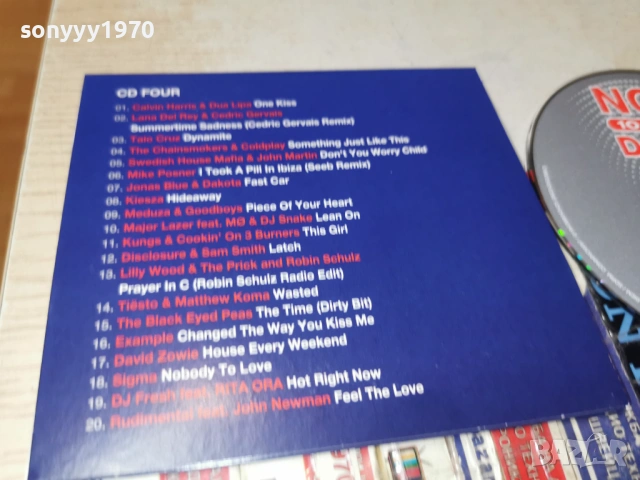 sonyyy1970
CD FOUR
01. Calvin Harris & Dua Lipa One Kiss
02. Lana Del Rey & Cedric Gervais
Summertime Sadness (Cedric Gervais Remix)
03. Taio Cruz Dynamite
04. The Chainsmokers & Coldplay Something Just Like This
05. Swedish House Mafia & John Martin Don't You Worry Child
06. Mike Posner I Took A Pill In Ibiza (Seeb Remix)
07. Jonas Blue & Dakota Fast Car
08. Kiesza Hideaway
09. Meduza & Goodboys Piece Of Your Heart
10. Major Lazer feat. MØ & DJ Snake Lean On
11. Kungs & Cookin' On 3 Burners This Girl
12. Disclosure & Sam Smith Latch
13. Lilly Wood & The Prick and Robin Schulz
Prayer In C (Robin Schulz Radio Edit)
14. Tiësto & Matthew Koma Wasted
15. The Black Eyed Peas The Time (Dirty Bit)
16. Example Changed The Way You Kiss Me
17. David Zowie House Every Weekend
18. Sigma Nobody To Love
19. DJ Fresh feat. RITA ORA Hot Right Now
20. Rudimental feat. John Newman Feel The Love
BAZAR